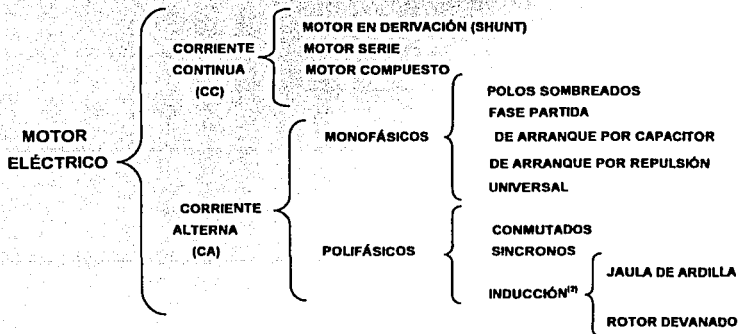 MOTOR
ELÉCTRICO
CORRIENTE
CONTINUA
(CC)
MOTOR EN DERIVACIÓN (SHUNT)
MOTOR SERIE
MOTOR COMPUESTO
CORRIENTE
ALTERNA
(CA)
MONOFÁSICOS
POLOS SOMBREADOS
FASE PARTIDA
DE ARRANQUE POR CAPACITOR
DE ARRANQUE POR REPULSIÓN
UNIVERSAL
POLIFÁSICOS
CONMUTADOS
SINCRONOS
INDUCCIÓN(2)
JAULA DE ARDILLA
ROTOR DEVANADO